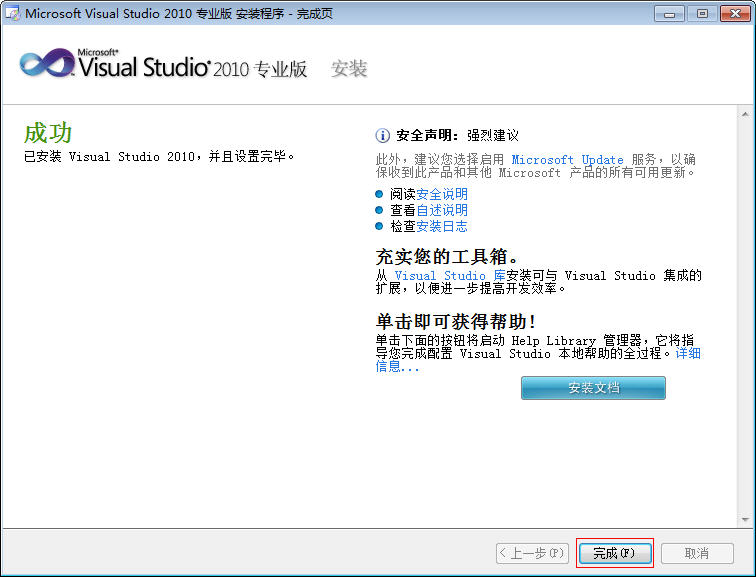 Microsoft Visual Studio 2010 专业版 安装程序 - 完成页
Microsoft®
Visual Studio® 2010 专业版 安装
成功
已安装 Visual Studio 2010，并且设置完毕。
安全声明：强烈建议
此外，建议您选择启用 Microsoft Update 服务，以确
保收到此产品和其他 Microsoft 产品的所有可用更新。
阅读安全说明
查看自述说明
检查安装日志
充实您的工具箱。
从 Visual Studio 库安装可与 Visual Studio 集成的
扩展，以便进一步提高开发效率。
单击即可获得帮助!
单击下面的按钮将启动 Help Library 管理器，它将指
导您完成配置 Visual Studio 本地帮助的全过程。详细
信息...
安装文档
< 上一步(P)
完成(F)
取消